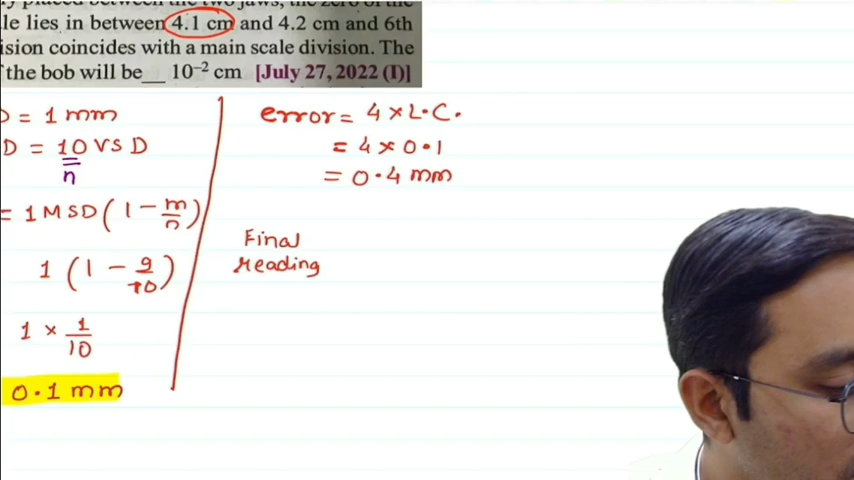 le lies in between 4.1 cm and 4.2 cm and 6th
ision coincides with a main scale division. The
the bob will be__ 10⁻² cm [July 27, 2022 (I)]
= 1 mm
D = 10 VS D
n
= 1 MSD (1 - m/n)
1 (1 - 9/10)
1 × 1/10
0.1 mm
error = 4 × L.C.
= 4 × 0.1
= 0.4 mm
Final
reading